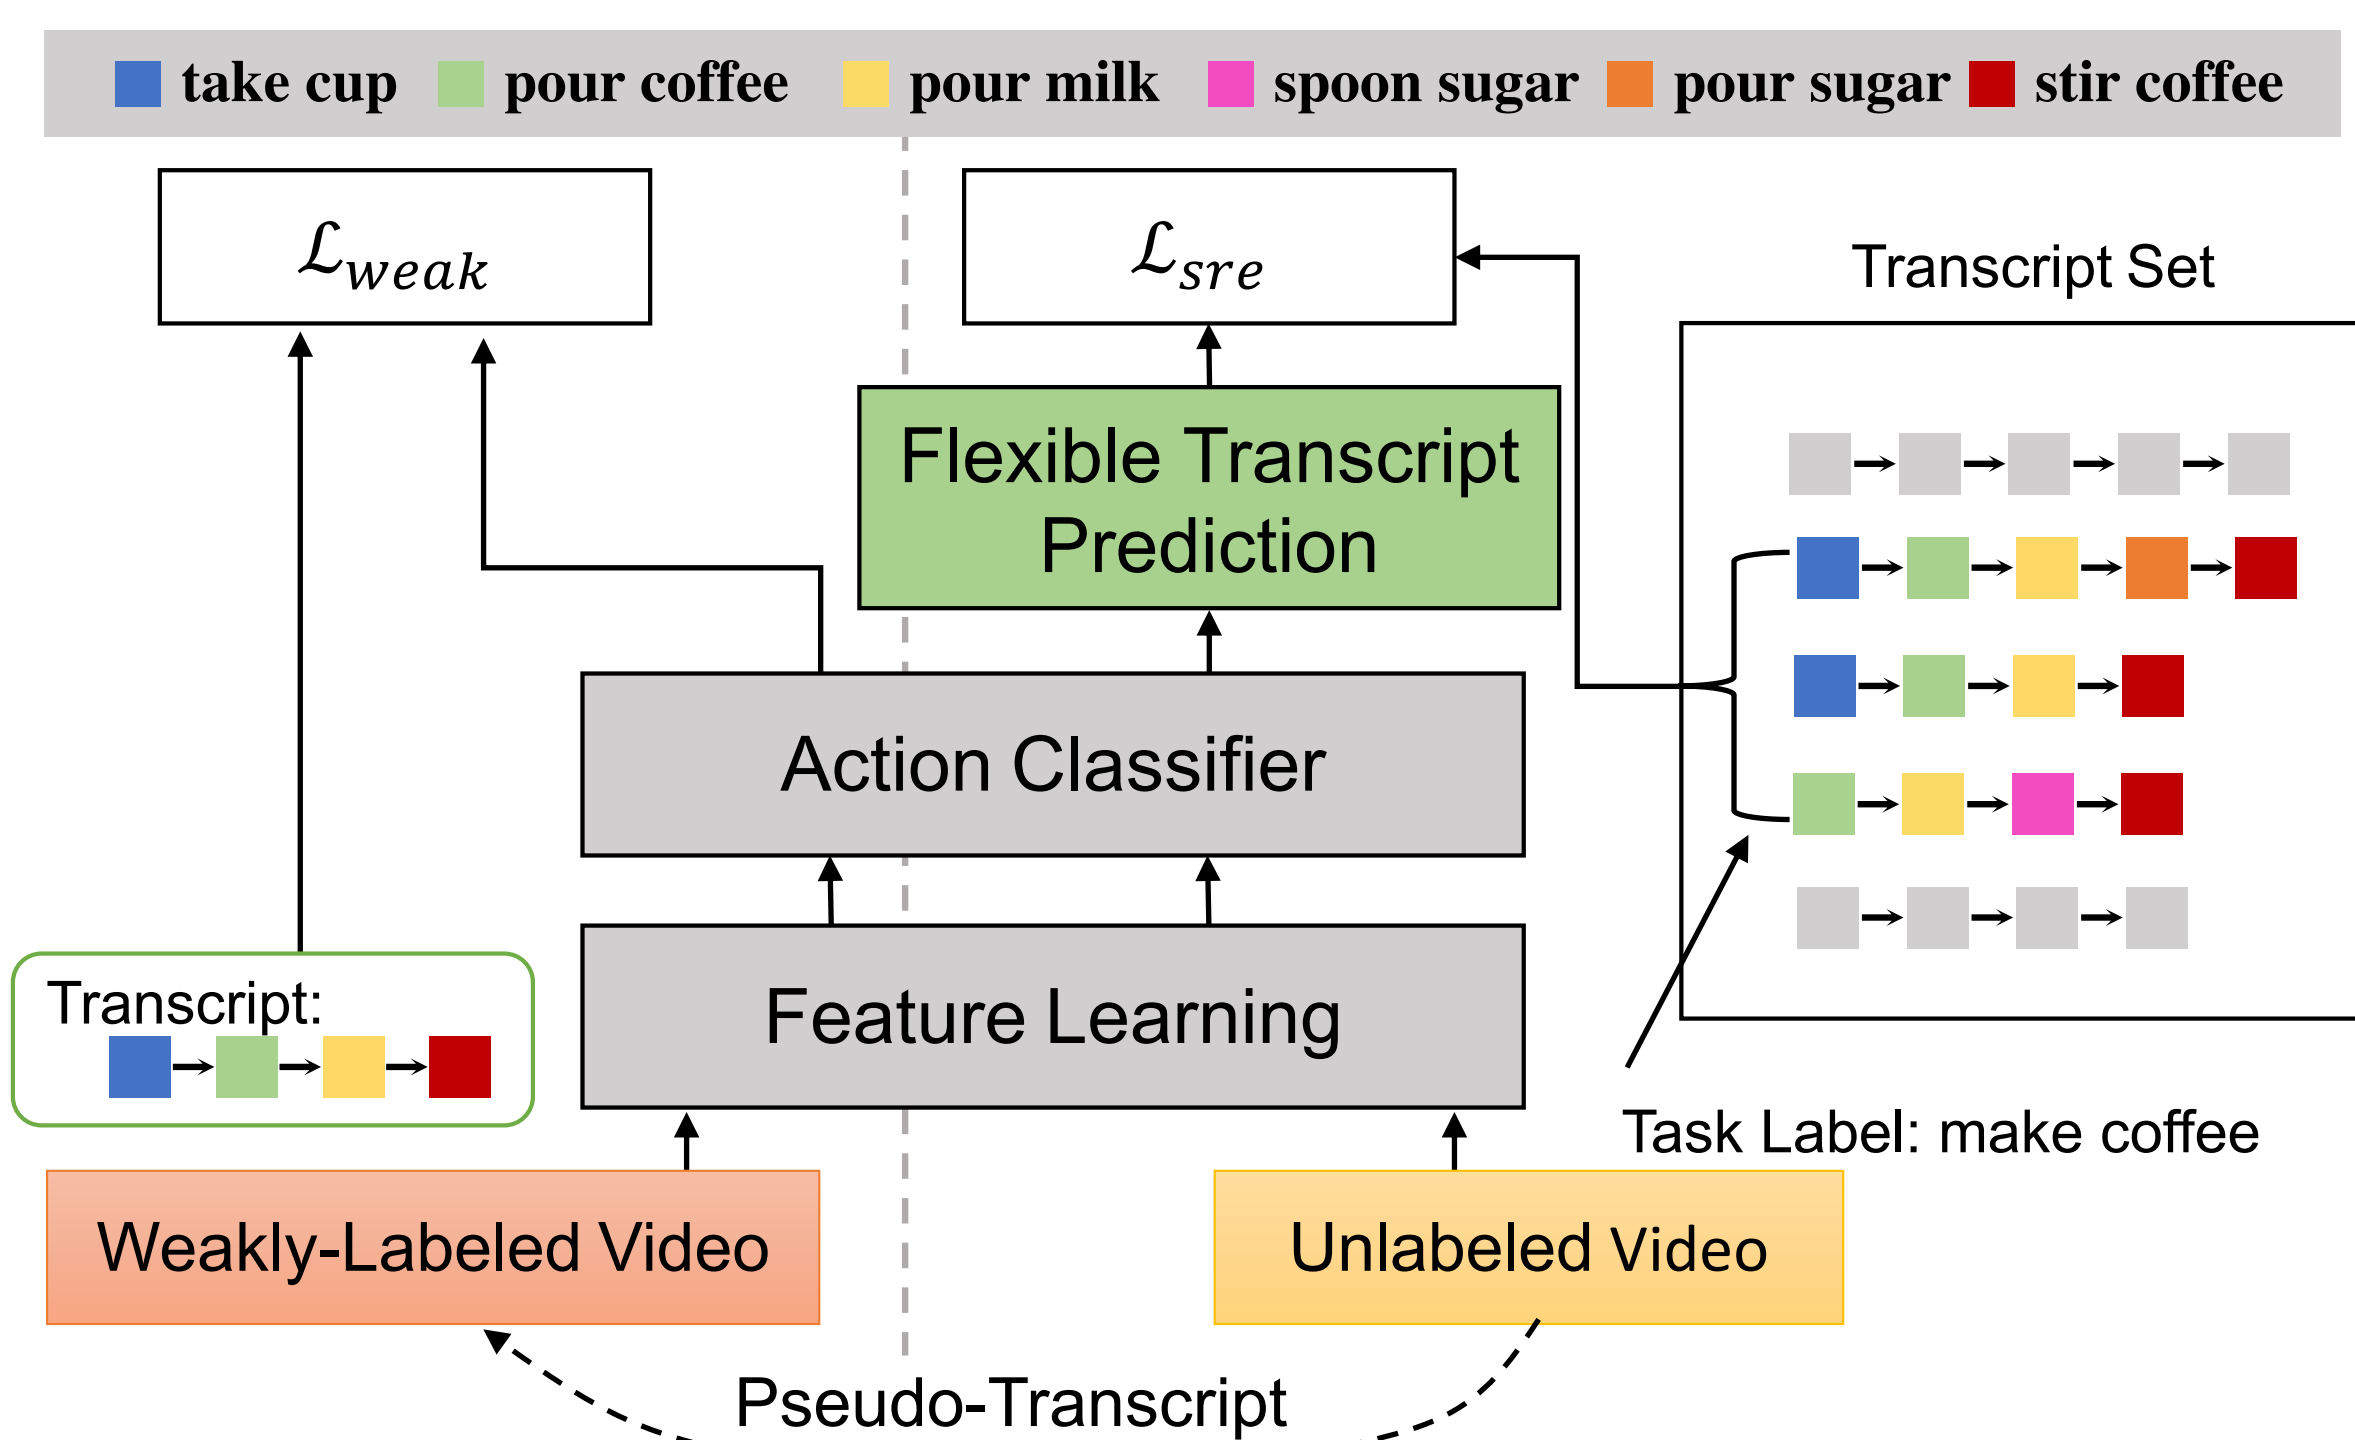 take cup pour coffee pour milk spoon sugar pour sugar stir coffee
ℒweak
ℒsre
Transcript Set
Flexible Transcript
Prediction
Action Classifier
Feature Learning
Transcript:
Task Label: make coffee
Weakly-Labeled Video
Unlabeled Video
Pseudo-Transcript